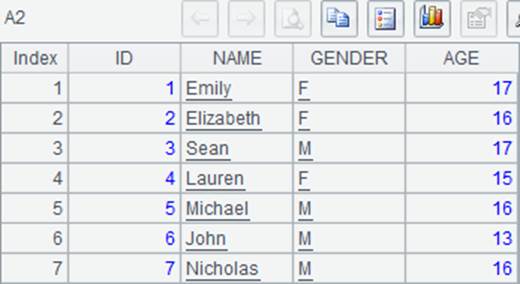 A2
Index ID NAME GENDER AGE
1 1 Emily F 17
2 2 Elizabeth F 16
3 3 Sean M 17
4 4 Lauren F 15
5 5 Michael M 16
6 6 John M 13
7 7 Nicholas M 16